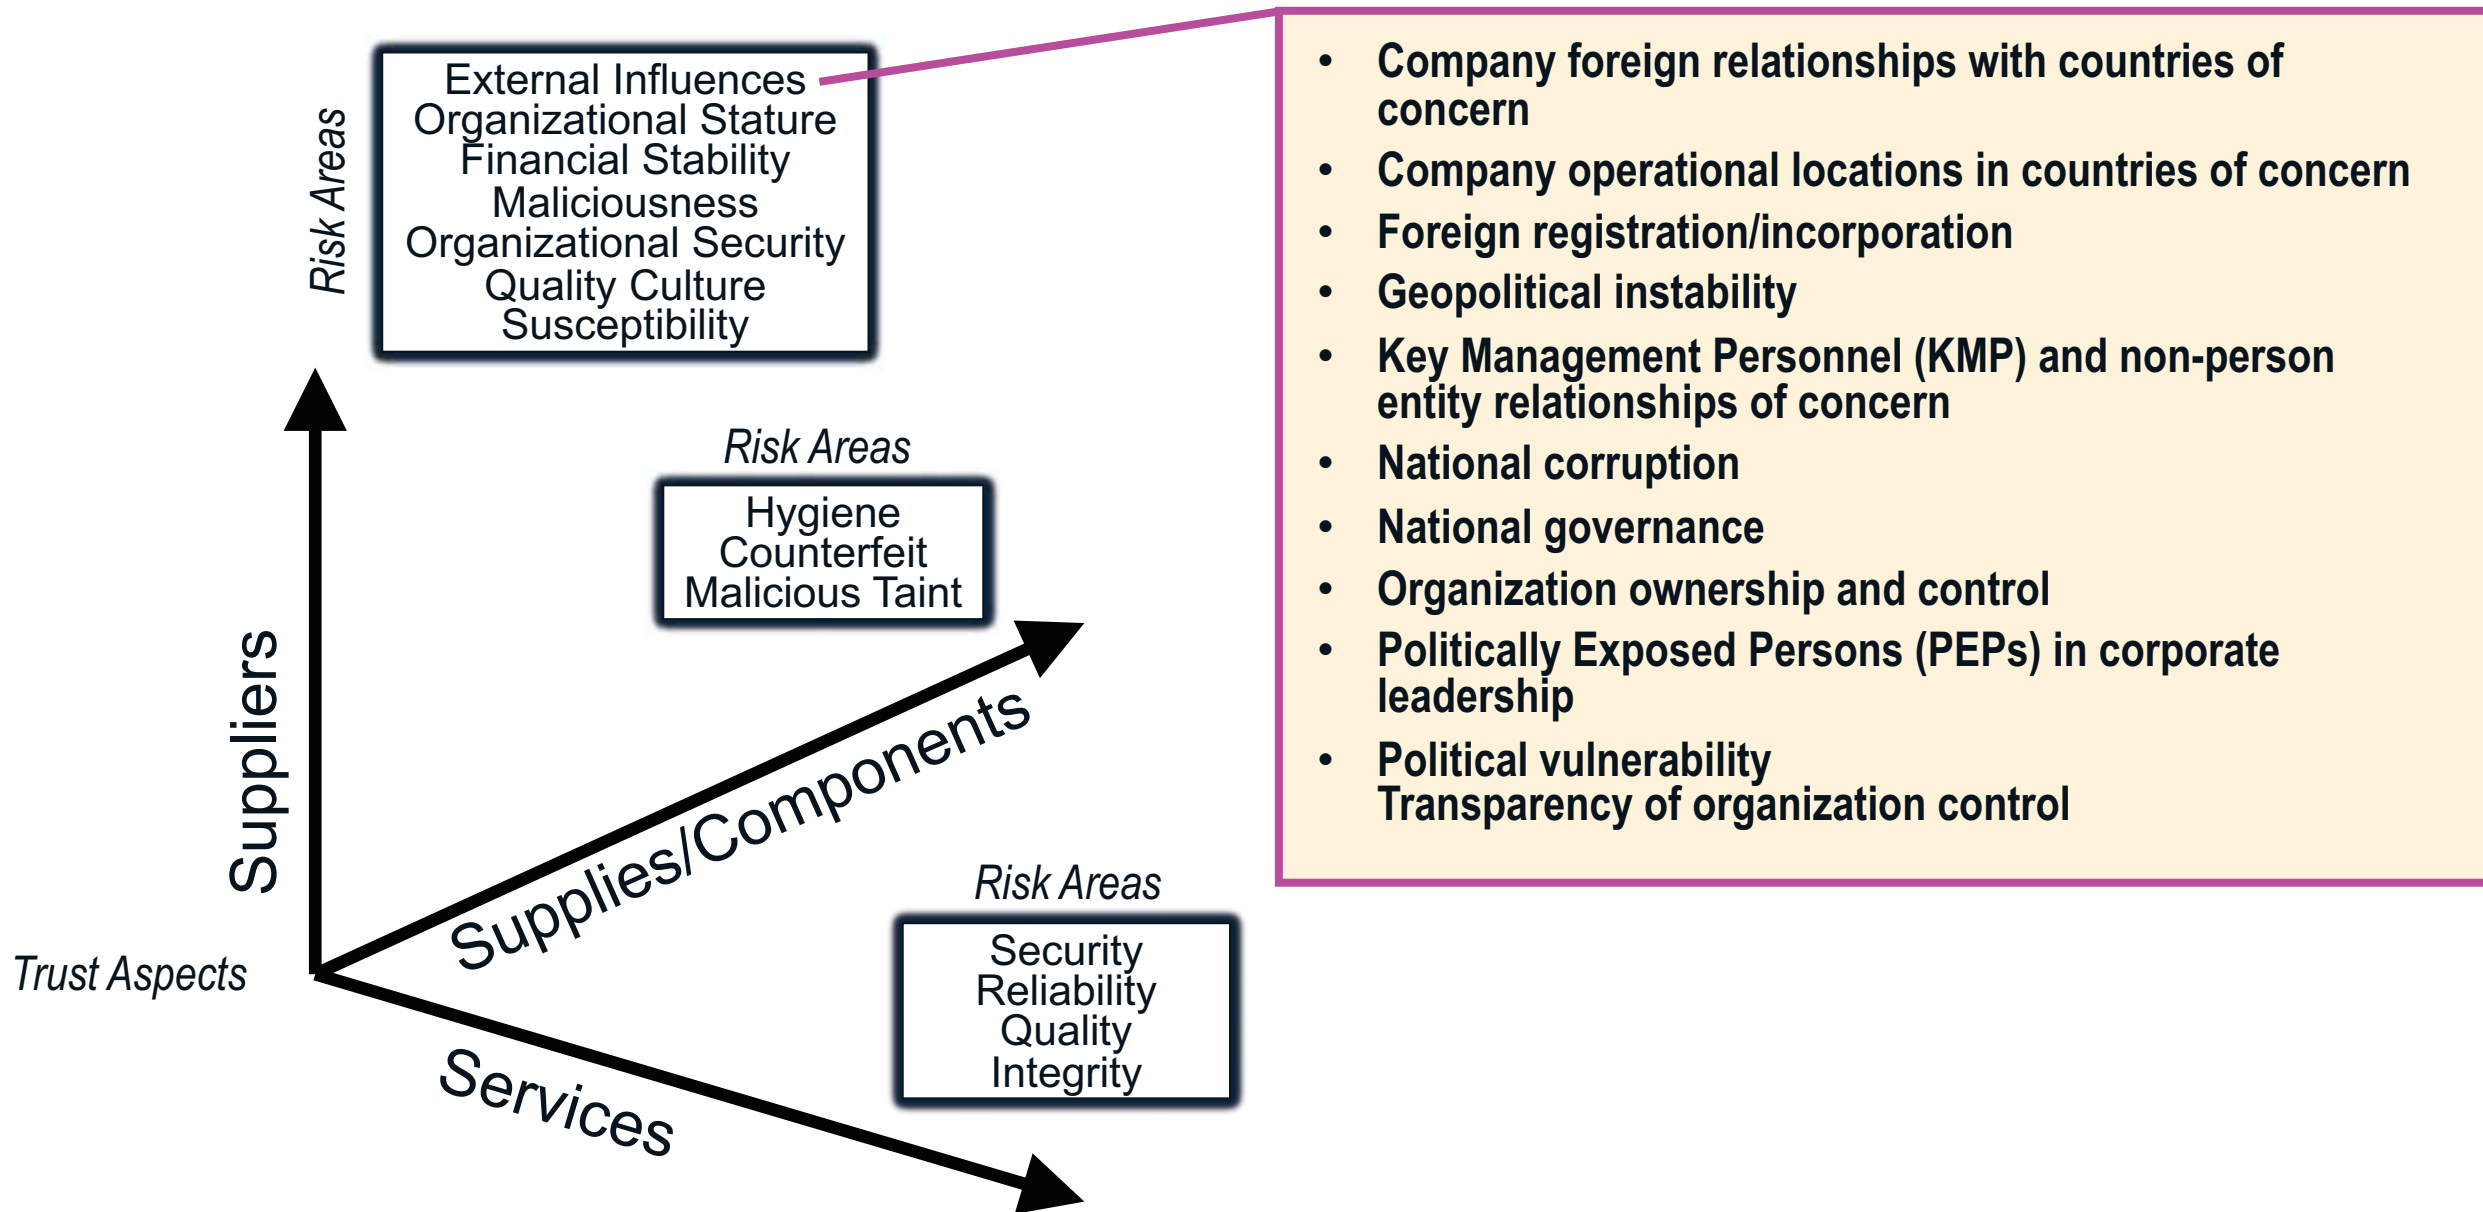 Risk Areas
External Influences
Organizational Stature
Financial Stability
Maliciousness
Organizational Security
Quality Culture
Susceptibility
Risk Areas
Hygiene
Counterfeit
Malicious Taint
Suppliers
Supplies/Components
Trust Aspects
Services
Risk Areas
Security
Reliability
Quality
Integrity
• Company foreign relationships with countries of
concern
• Company operational locations in countries of concern
• Foreign registration/incorporation
• Geopolitical instability
• Key Management Personnel (KMP) and non-person
entity relationships of concern
• National corruption
• National governance
• Organization ownership and control
• Politically Exposed Persons (PEPs) in corporate
leadership
• Political vulnerability
Transparency of organization control